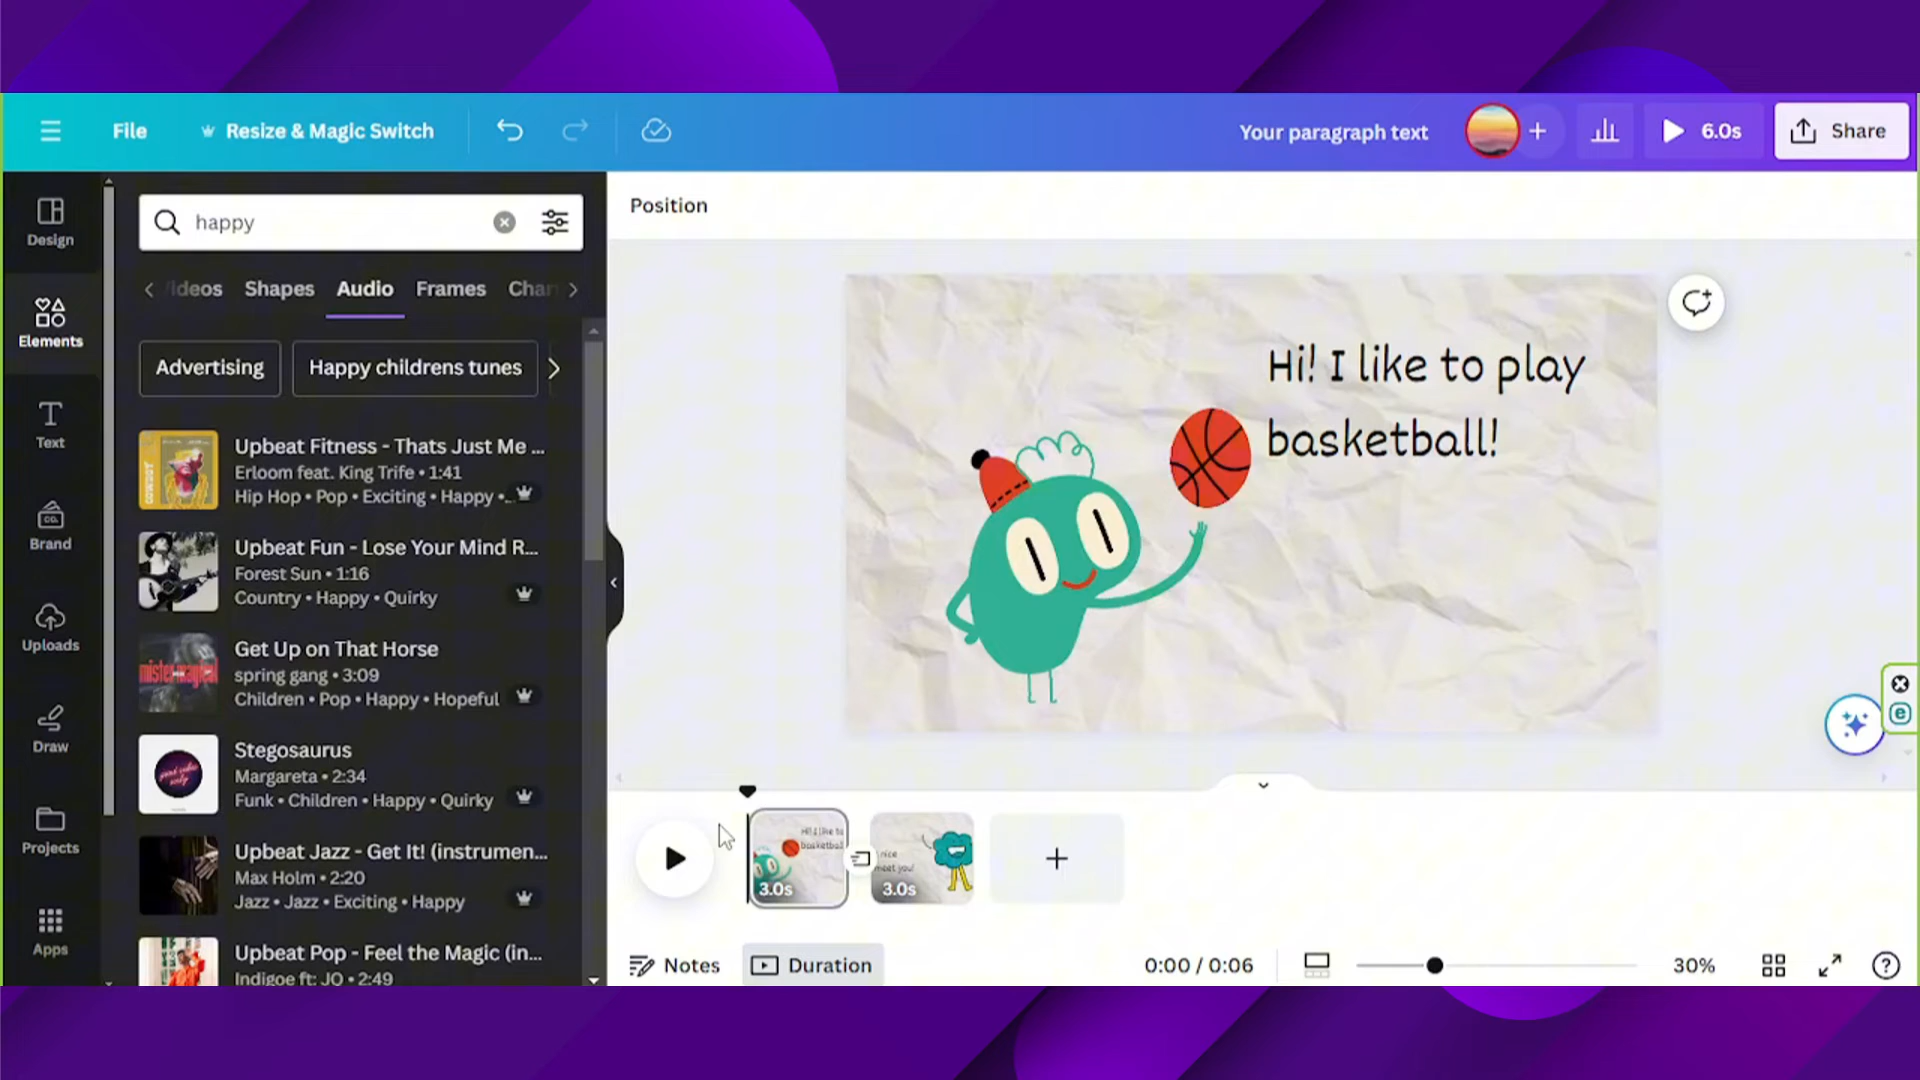 File
Resize & Magic Switch
Your paragraph text
6.0s
Share
Design
Elements
Text
Brand
Uploads
Draw
Projects
Apps
happy
Shapes
Audio
Frames
Advertising
Happy childrens tunes
Upbeat Fitness - Thats Just Me ...
Erloom feat. King Trife • 1:41
Hip Hop • Pop • Exciting • Happy •..
Upbeat Fun - Lose Your Mind R...
Forest Sun • 1:16
Country • Happy • Quirky
Get Up on That Horse
spring gang • 3:09
Children • Pop • Happy • Hopeful
Stegosaurus
Margareta • 2:34
Funk • Children • Happy • Quirky
Upbeat Jazz - Get It! (instrumen...
Max Holm • 2:20
Jazz • Jazz • Exciting • Happy
Upbeat Pop - Feel the Magic (in...
Indigoe ft. JO • 2:49
Position
Hi! I like to play
basketball!
3.0s
nice
meet you!
3.0s
Notes
Duration
0:00 / 0:06
30%